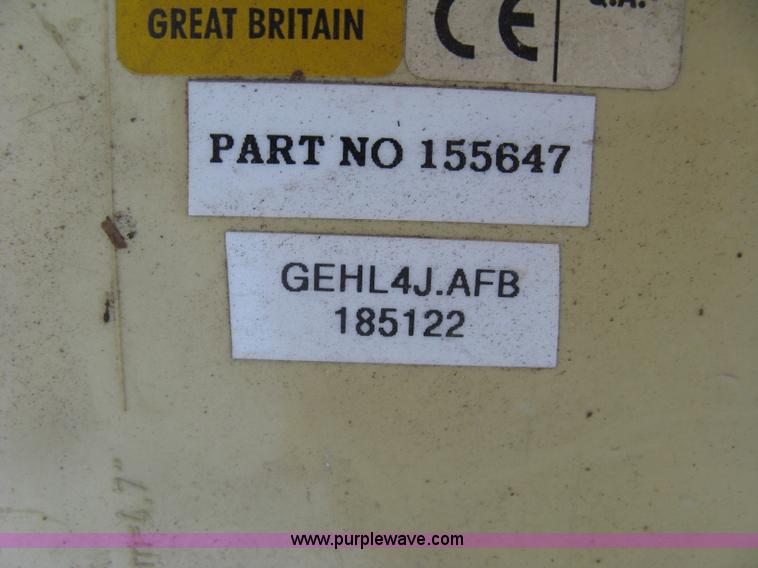 GREAT BRITAIN
CE
Q.A.
PART NO 155647
GEHL4J.AFB
185122
www.purplewave.com